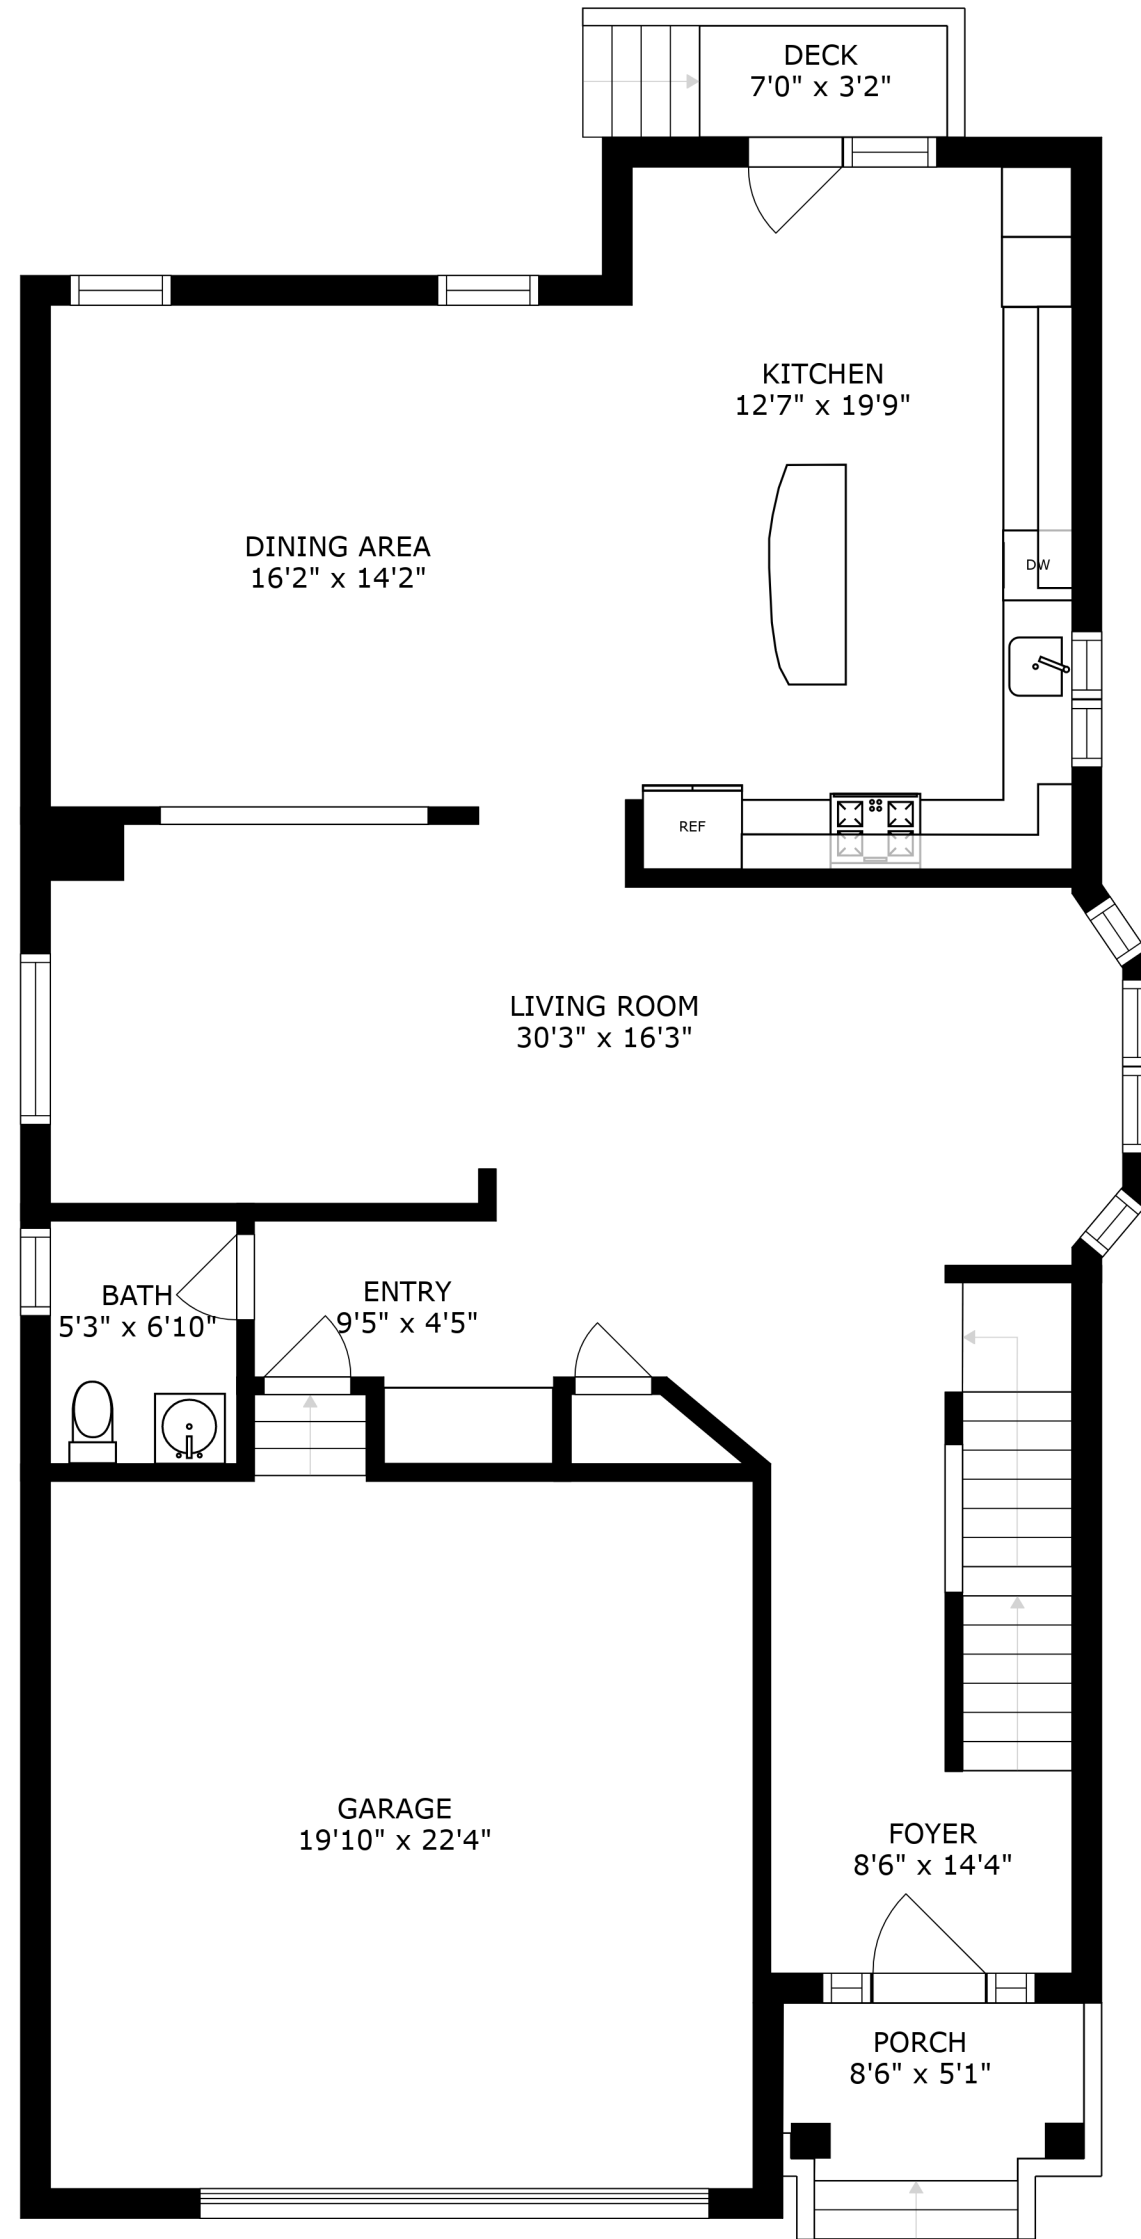 DECK
7'0" x 3'2"
KITCHEN
12'7" x 19'9"
DINING AREA
16'2" x 14'2"
DW
REF
LIVING ROOM
30'3" x 16'3"
BATH
5'3" x 6'10"
ENTRY
9'5" x 4'5"
GARAGE
19'10" x 22'4"
FOYER
8'6" x 14'4"
PORCH
8'6" x 5'1"